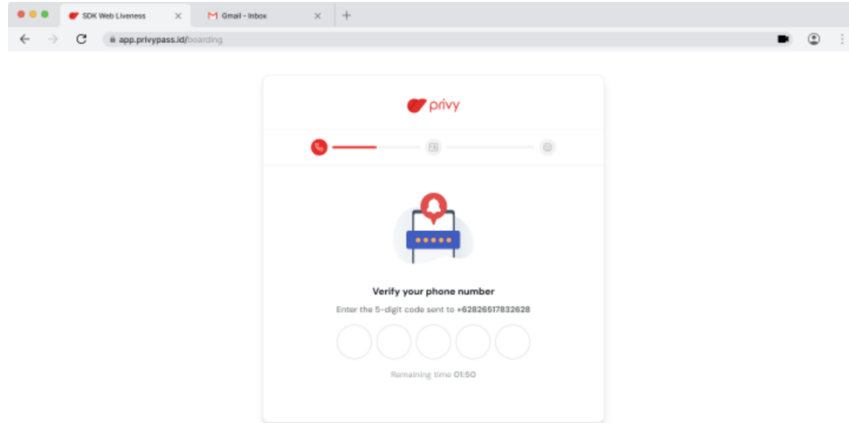 SDK Web Liveness
Gmail - Inbox
app.privypass.id/boarding
privy
Verify your phone number
Enter the 5-digit code sent to +62826517832628
Remaining time 01:50